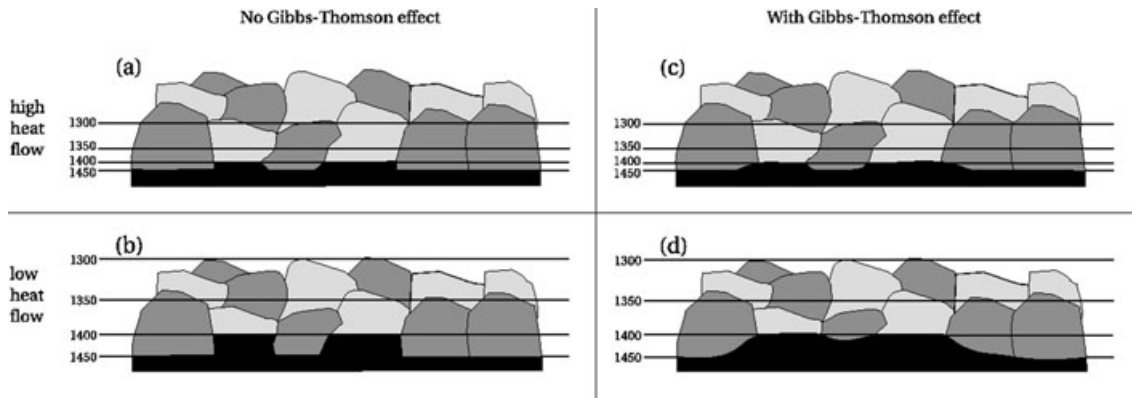 No Gibbs-Thomson effect
With Gibbs-Thomson effect
(a)
(c)
high
heat
flow
1300
1350
1400
1450
1300
1350
1400
1450
(b)
(d)
low
heat
flow
1300
1350
1400
1450
1300
1350
1400
1450